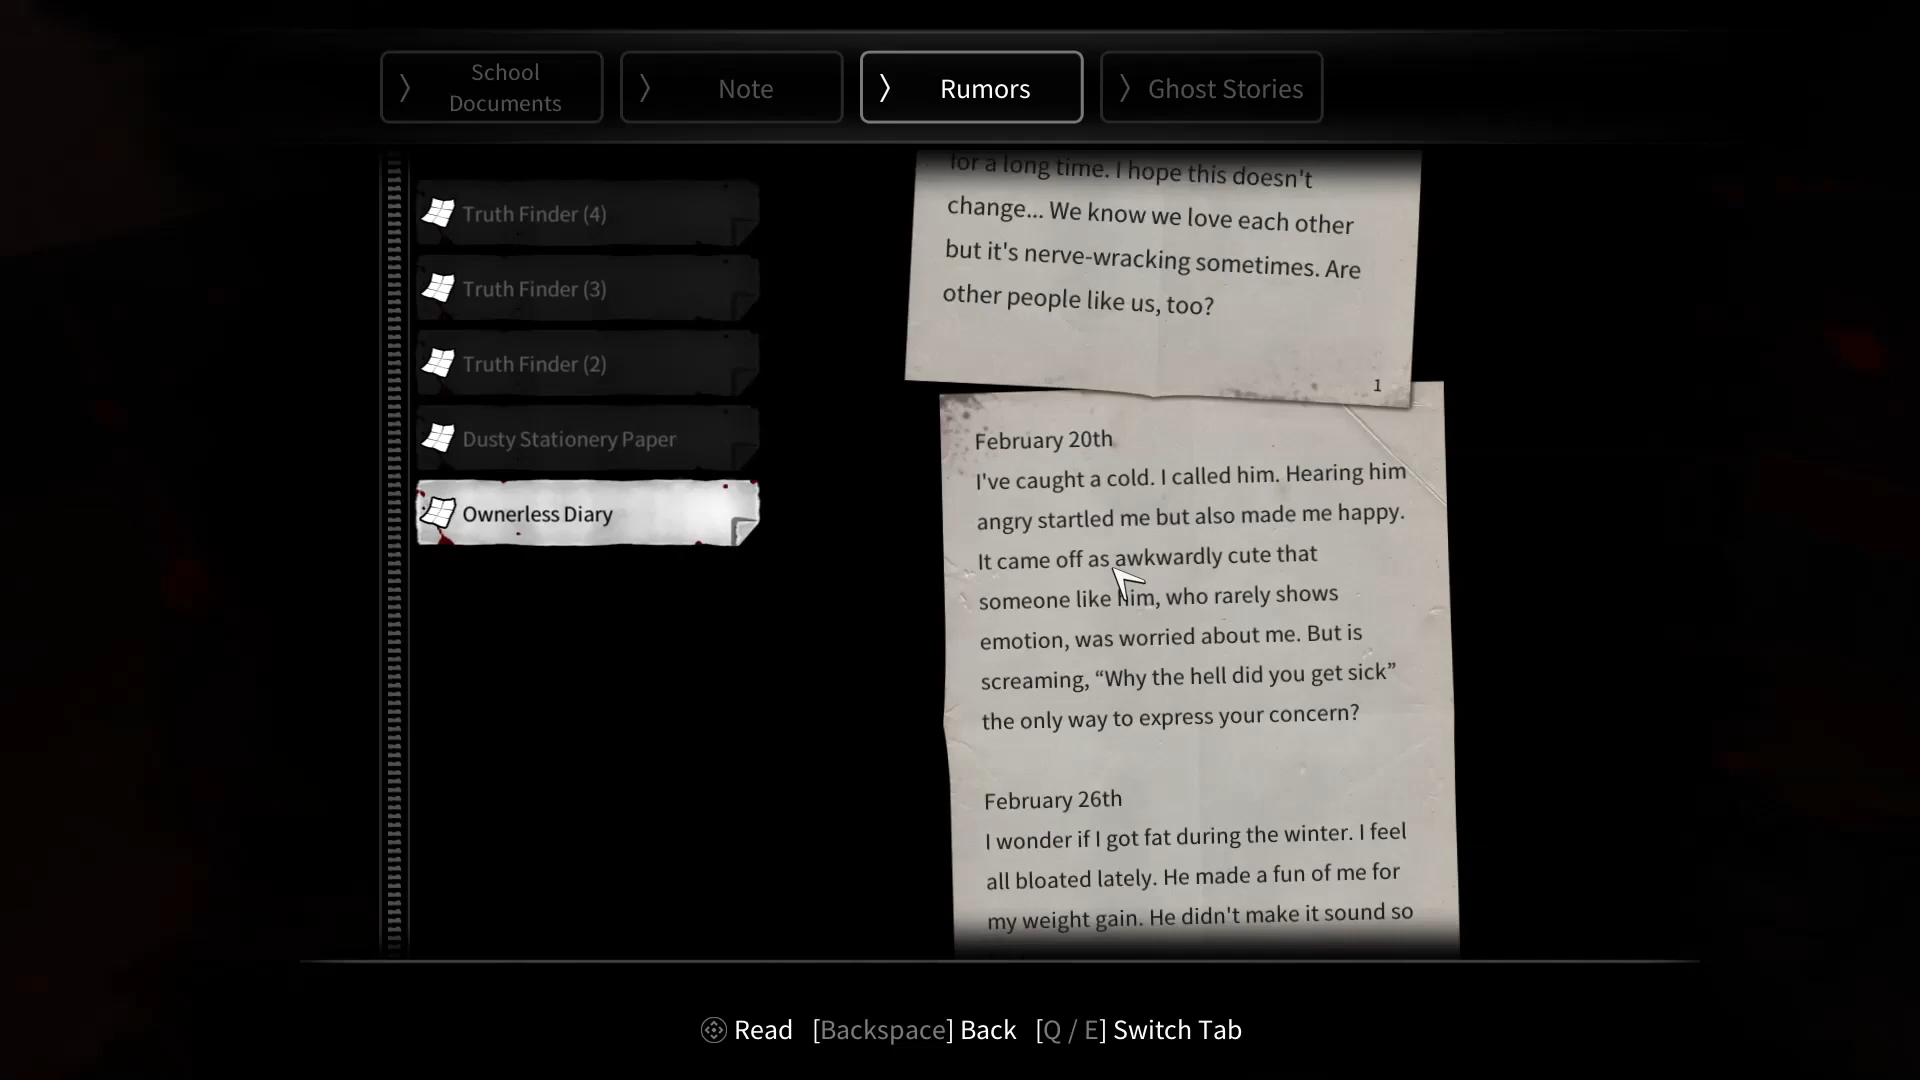 School
Documents
Note
Rumors
Ghost Stories
Truth Finder (4)
Truth Finder (3)
Truth Finder (2)
Dusty Stationery Paper
Ownerless Diary
for a long time. I hope this doesn't
change... We know we love each other
but it's nerve-wracking sometimes. Are
other people like us, too?
1
February 20th
I've caught a cold. I called him. Hearing him
angry startled me but also made me happy.
It came off as awkwardly cute that
someone like him, who rarely shows
emotion, was worried about me. But is
screaming, “Why the hell did you get sick”
the only way to express your concern?
February 26th
I wonder if I got fat during the winter. I feel
all bloated lately. He made a fun of me for
my weight gain. He didn't make it sound so
Read [Backspace] Back [Q / E] Switch Tab